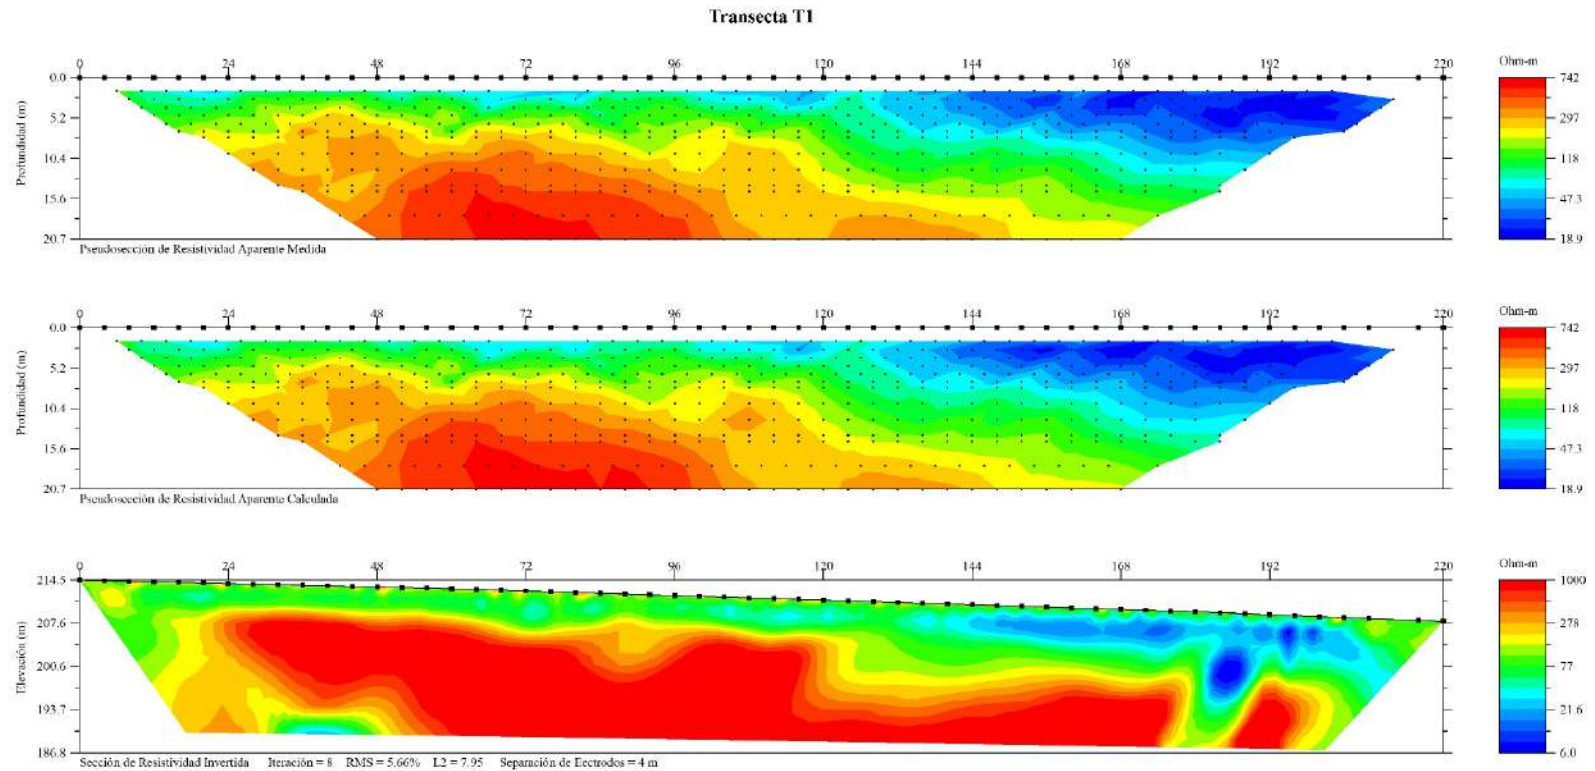 Transecta T1
0 24 48 72 96 120 144 168 192 220
Ohm-m
0.0 5.2 10.4 15.6 20.7
Profundidad (m)
742 297 118 47.3 18.9
Pseudosección de Resistividad Aparente Medida
0 24 48 72 96 120 144 168 192 220
Ohm-m
0.0 5.2 10.4 15.6 20.7
Profundidad (m)
742 297 118 47.3 18.9
Pseudosección de Resistividad Aparente Calculada
0 24 48 72 96 120 144 168 192 220
Ohm-m
214.5 207.6 200.6 193.7 186.8
Elevación (m)
1000 278 77 21.6 6.0
Sección de Resistividad Invertida Iteración = 8 RMS = 5.66% L2 = 7.95 Separación de Eectrodos = 4 m